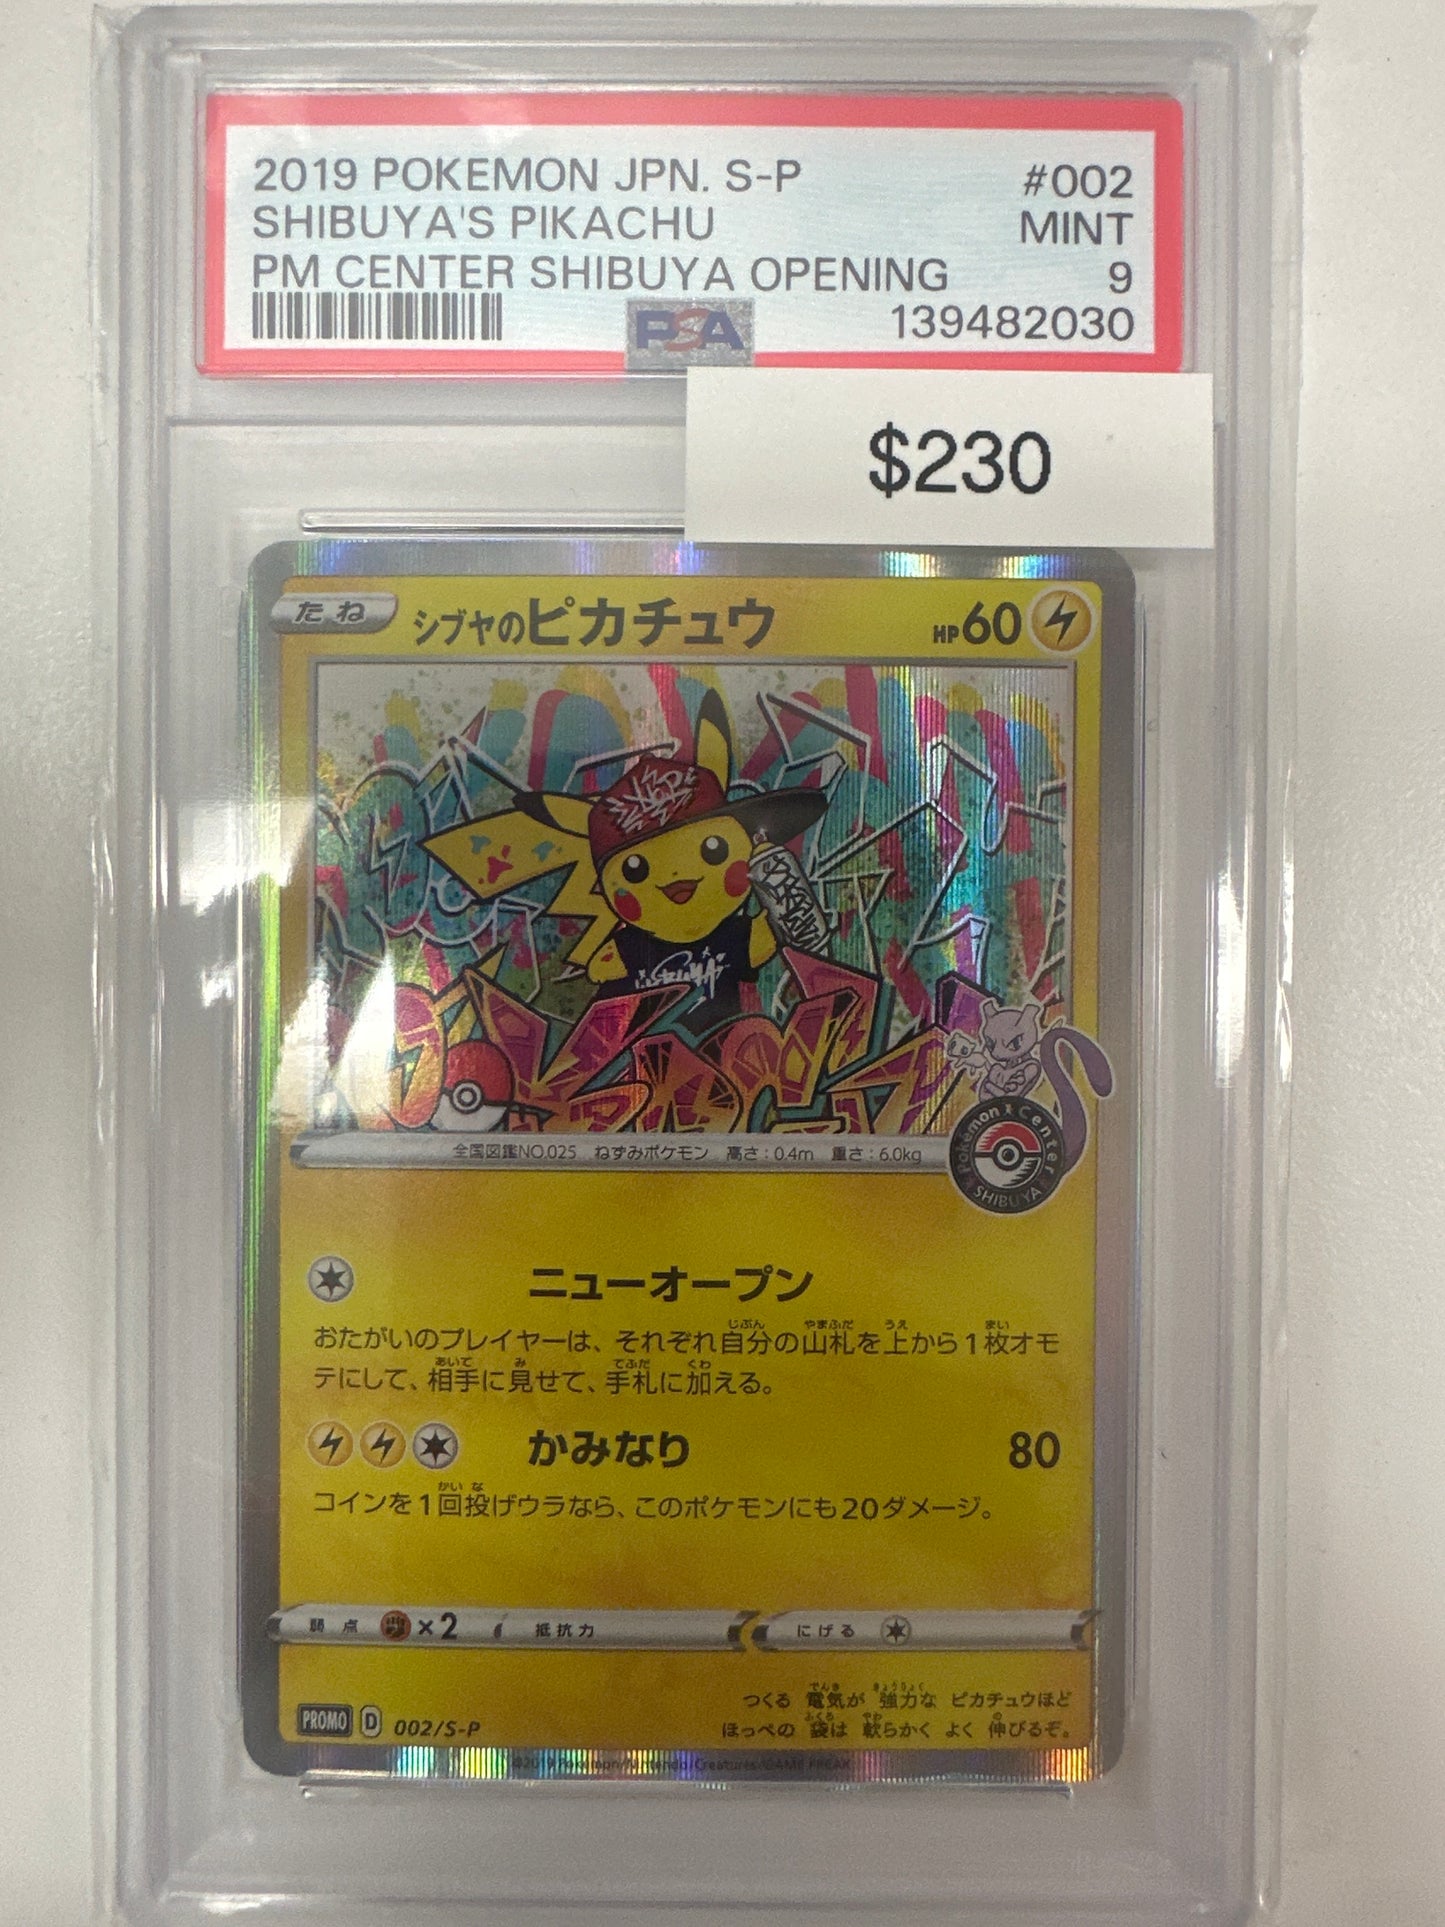 2019 POKEMON JPN. S-P #002
SHIBUYA'S PIKACHU MINT
PM CENTER SHIBUYA OPENING 9
PSA 139482030
$230
たね シブヤのピカチュウ HP60
全国図鑑NO.025 ねずみポケモン 高さ:0.4m 重さ:6.0kg
Pokémon Center
SHIBUYA
ニューオープン
おたがいのプレイヤーは、それぞれ自分の山札を上から1枚オモ
テにして、相手に見せて、手札に加える。
かみなり 80
コインを1回投げウラなら、このポケモンにも20ダメージ。
弱点 ×2 抵抗力 にげる
つくる 電気が 強力な ピカチュウほど
ほっぺの 袋は 軟らかく よく 伸びるぞ。
PROMO D 002/S-P
©2019 Pokémon/Nintendo/Creatures/GAME FREAK